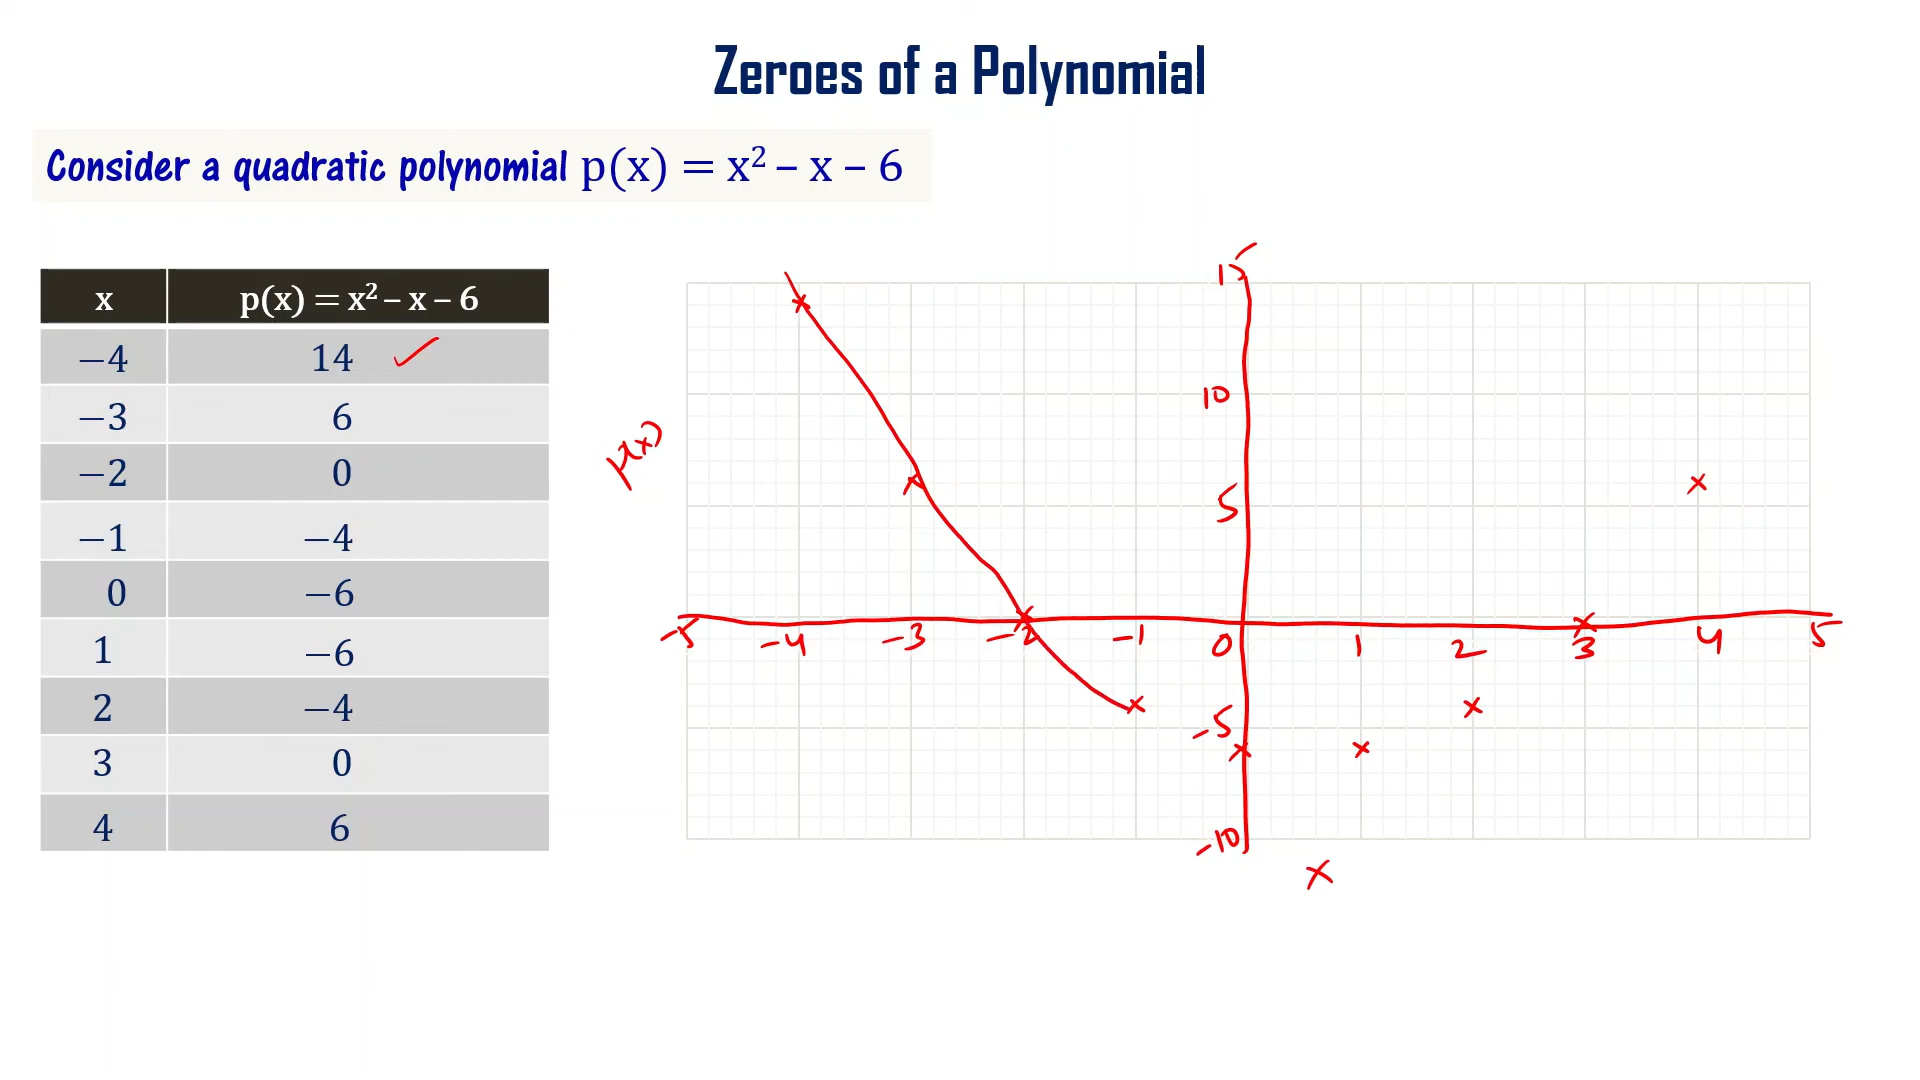 Zeroes of a Polynomial
Consider a quadratic polynomial p(x) = x² – x – 6
x p(x) = x² – x – 6
−4 14
−3 6
−2 0
−1 −4
0 −6
1 −6
2 −4
3 0
4 6
15
10
p(x)
5
-5 -4 -3 -2 -1 0 1 2 3 4 5
-5
-10
x